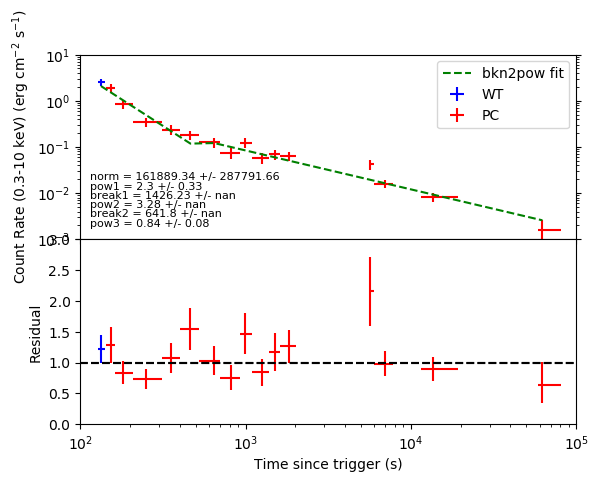 Count Rate (0.3-10 keV) (erg cm⁻² s⁻¹)
10¹
10⁰
10⁻¹
10⁻²
10⁻³
bkn2pow fit
WT
PC
norm = 161889.34 +/- 287791.66
pow1 = 2.3 +/- 0.33
break1 = 1426.23 +/- nan
pow2 = 3.28 +/- nan
break2 = 641.8 +/- nan
pow3 = 0.84 +/- 0.08
Residual
3.0
2.5
2.0
1.5
1.0
0.5
0.0
10² 10³ 10⁴ 10⁵
Time since trigger (s)